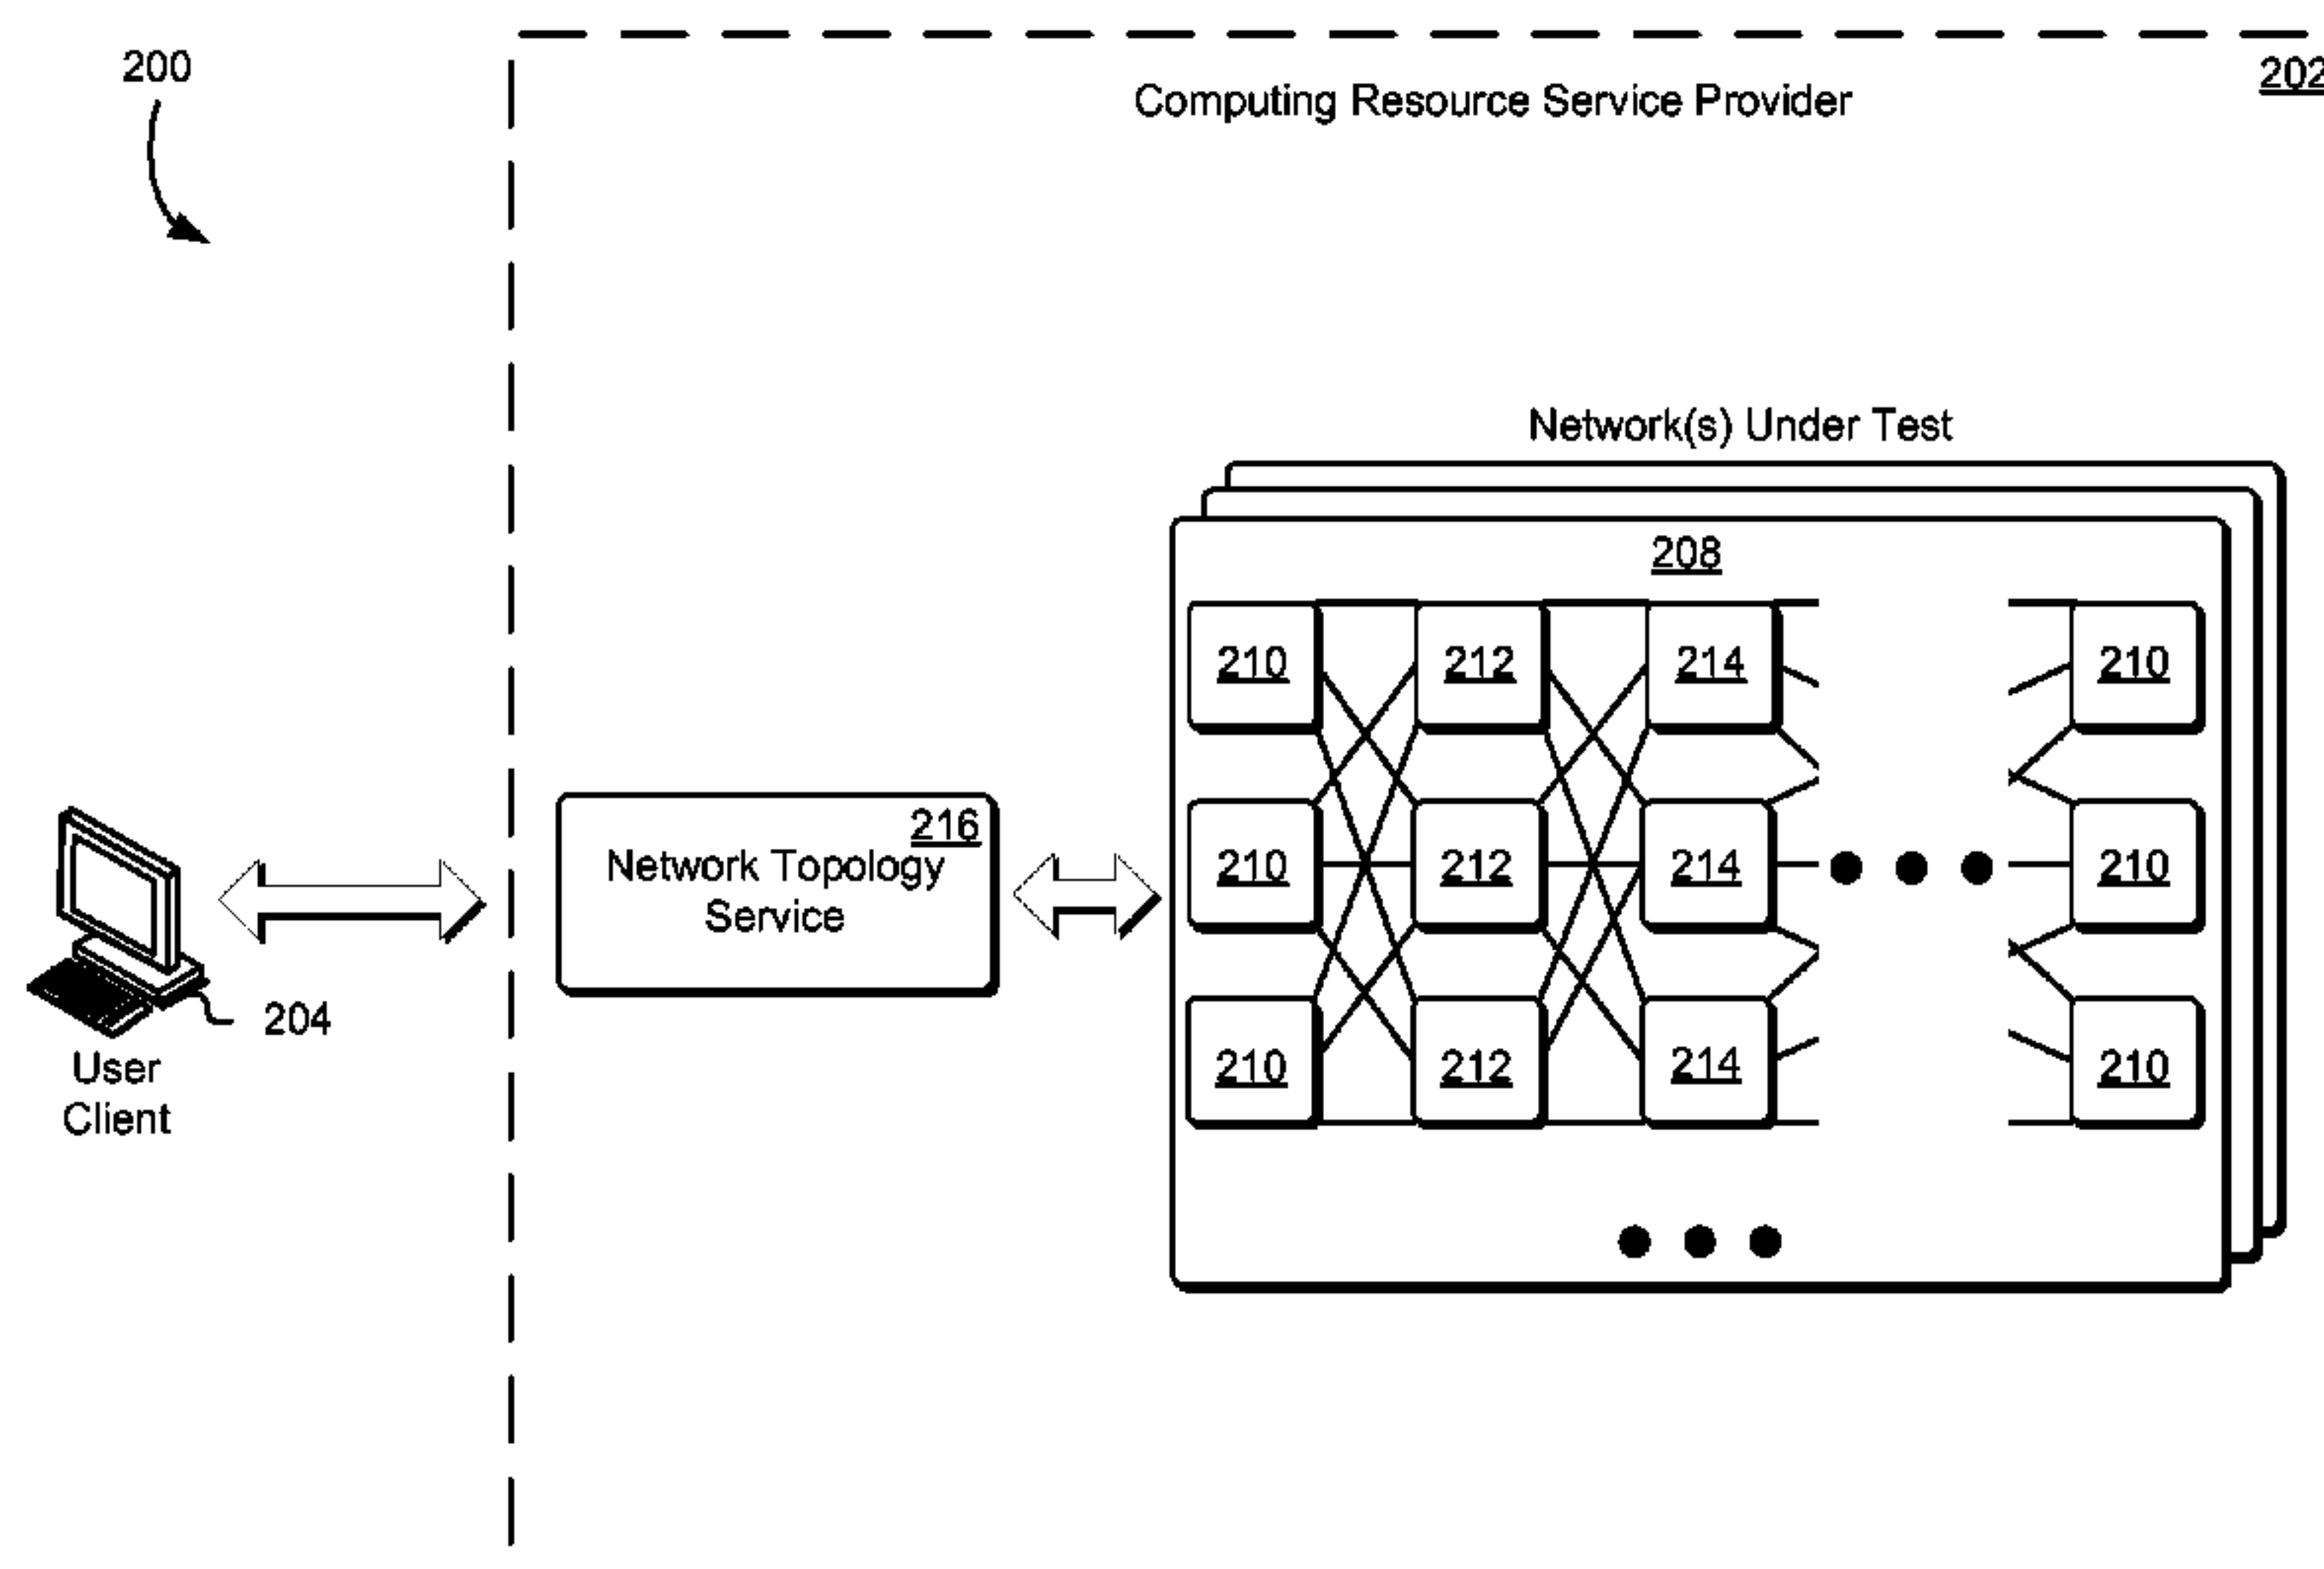 200
202
Computing Resource Service Provider
Network(s) Under Test
208
210 212 214 210
216
Network Topology
Service
210 212 214 210
204
User
Client
210 212 214 210